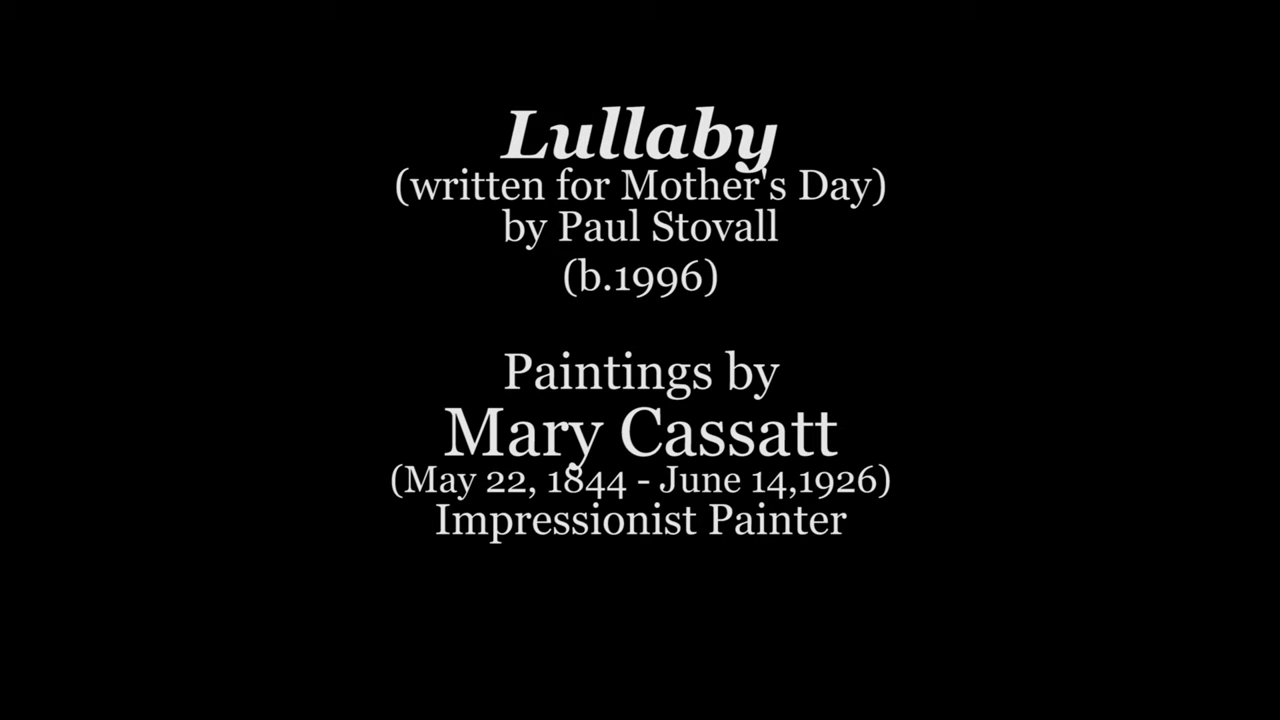 Lullaby
(written for Mother's Day)
by Paul Stovall
(b.1996)
Paintings by
Mary Cassatt
(May 22, 1844 - June 14,1926)
Impressionist Painter